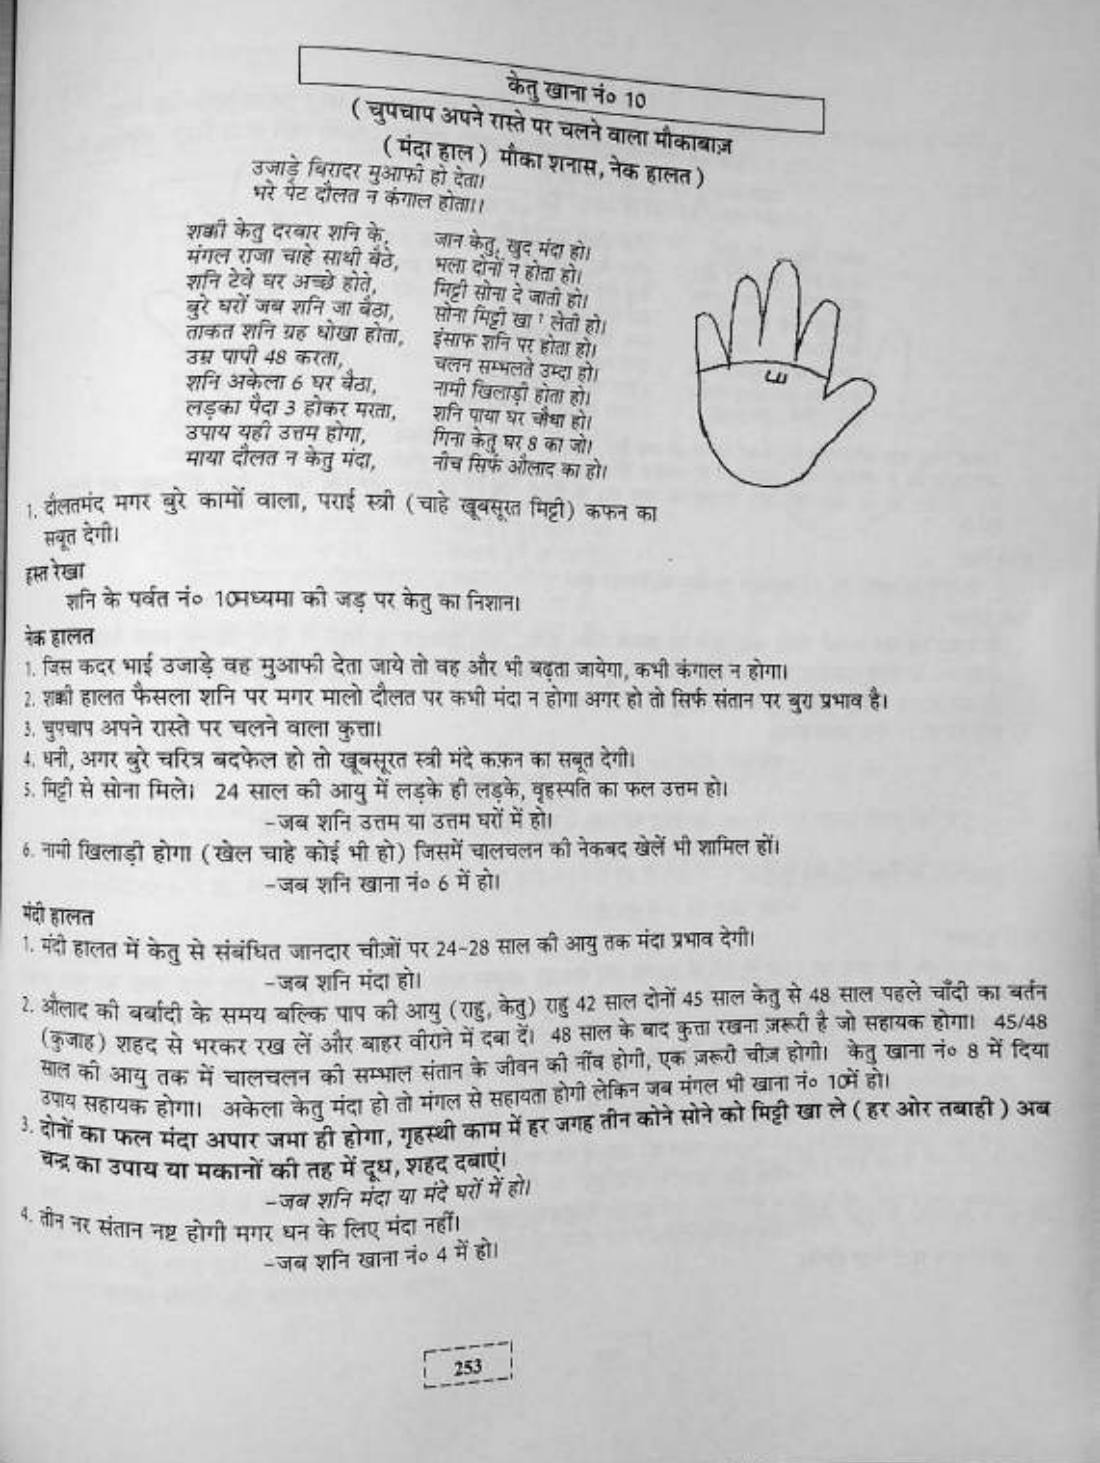 केतु खाना नं० 10
( चुपचाप अपने रास्ते पर चलने वाला मौकाबाज़
( मंदा हाल ) मौका शनास, नेक हालत )
उजाड़े बिरादर मुआफी हो देता।
भरे पेट दौलत न कंगाल होता।।
शक्की केतु दरबार शनि के, जान केतु, खुद मंदा हो।
मंगल राजा चाहे साथी बैठे, भला दोनों न होता हो।
शनि टेवे घर अच्छे होते, मिट्टी सोना दे जाती हो।
बुरे घरों जब शनि जा बैठा, सोना मिट्टी खा ¹ लेती हो।
ताकत शनि ग्रह धोखा होता, इंसाफ शनि पर होता हो।
उम्र पापी 48 करता, चलन सम्भलते उम्दा हो।
शनि अकेला 6 घर बैठा, नामी खिलाड़ी होता हो।
लड़का पैदा 3 होकर मरता, शनि पाया घर चौथा हो।
उपाय यही उत्तम होगा, गिना केतु घर 8 का जो।
माया दौलत न केतु मंदा, नीच सिर्फ औलाद का हो।
1. दौलतमंद मगर बुरे कामों वाला, पराई स्त्री (चाहे खूबसूरत मिट्टी) कफन का
सबूत देगी।
हस्त रेखा
शनि के पर्वत नं० 10मध्यमा की जड़ पर केतु का निशान।
नेक हालत
1. जिस कदर भाई उजाड़े वह मुआफी देता जाये तो वह और भी बढ़ता जायेगा, कभी कंगाल न होगा।
2. शक्की हालत फैसला शनि पर मगर मालो दौलत पर कभी मंदा न होगा अगर हो तो सिर्फ संतान पर बुरा प्रभाव है।
3. चुपचाप अपने रास्ते पर चलने वाला कुत्ता।
4. धनी, अगर बुरे चरित्र बदफेल हो तो खूबसूरत स्त्री मंदे कफ़न का सबूत देगी।
5. मिट्टी से सोना मिले। 24 साल की आयु में लड़के ही लड़के, वृहस्पति का फल उत्तम हो।
-जब शनि उत्तम या उत्तम घरों में हो।
6. नामी खिलाड़ी होगा (खेल चाहे कोई भी हो) जिसमें चालचलन की नेकबद खेलें भी शामिल हों।
-जब शनि खाना नं० 6 में हो।
मंदी हालत
1. मंदी हालत में केतु से संबंधित जानदार चीज़ों पर 24-28 साल की आयु तक मंदा प्रभाव देगी।
-जब शनि मंदा हो।
2. औलाद की बर्बादी के समय बल्कि पाप की आयु (राहु, केतु) राहु 42 साल दोनों 45 साल केतु से 48 साल पहले चाँदी का बर्तन
(कुजाह) शहद से भरकर रख लें और बाहर वीराने में दबा दें। 48 साल के बाद कुत्ता रखना ज़रूरी है जो सहायक होगा। 45/48
साल की आयु तक में चालचलन की सम्भाल संतान के जीवन की नींव होगी, एक ज़रूरी चीज़ होगी। केतु खाना नं० 8 में दिया
उपाय सहायक होगा। अकेला केतु मंदा हो तो मंगल से सहायता होगी लेकिन जब मंगल भी खाना नं० 10में हो।
3. दोनों का फल मंदा अपार जमा ही होगा, गृहस्थी काम में हर जगह तीन कोने सोने को मिट्टी खा ले ( हर ओर तबाही ) अब
चन्द्र का उपाय या मकानों की तह में दूध, शहद दबाएं।
-जब शनि मंदा या मंदे घरों में हो।
4. तीन नर संतान नष्ट होगी मगर धन के लिए मंदा नहीं।
-जब शनि खाना नं० 4 में हो।
253